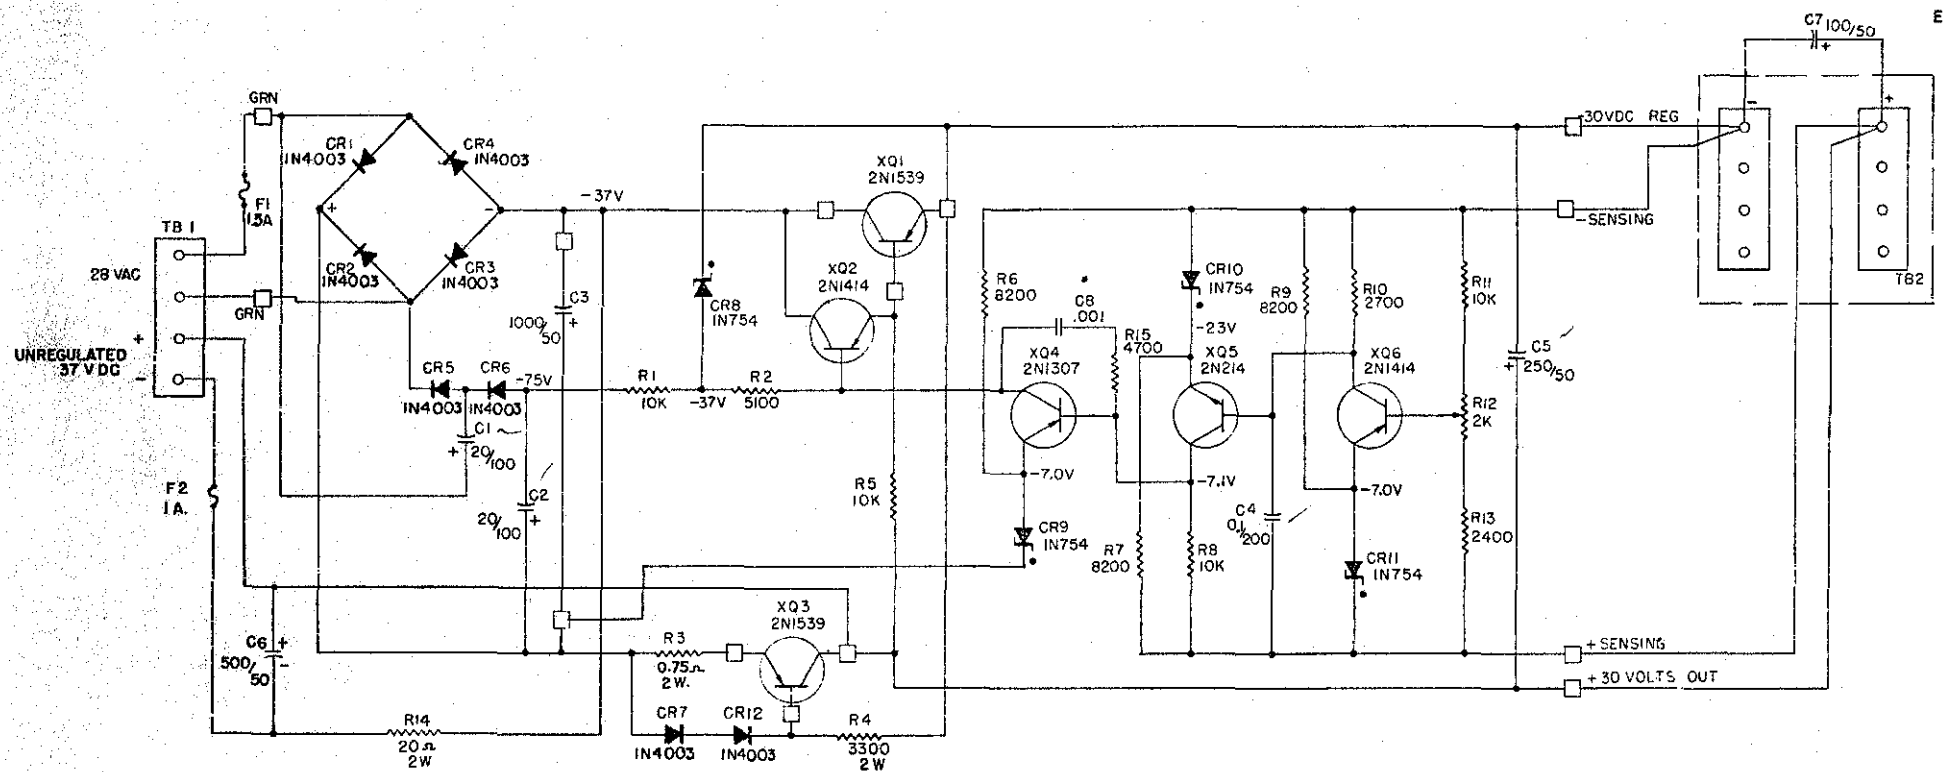 E
C7 100/50
+
GRN
-
+
-30VDC REG
CR1
1N4003
CR4
1N4003
XQ1
2N1539
-37V
F1
1.5A
+
-
-SENSING
TB 1
28 VAC
CR2
1N4003
CR3
1N4003
XQ2
2N1414
R6
8200
C8
.001
CR10
1N754
R9
8200
R10
2700
R11
10K
TB2
GRN
C3
1000/50
+
CR8
1N754
-23V
R15
4700
+
UNREGULATED
37 VDC
-
XQ4
2N1307
XQ5
2N214
XQ6
2N1414
C5
250/50
+
CR5
1N4003
CR6
1N4003
-75V
R1
10K
-37V
R2
5100
R12
2K
C1
20/100
+
-7.0V
-7.1V
-7.0V
F2
1A.
C2
20/100
+
R5
10K
C4
0.1/200
R13
2400
CR9
1N754
R7
8200
R8
10K
CR11
1N754
XQ3
2N1539
C6
500/50
+
-
R3
0.75Ω
2W.
+ SENSING
+30 VOLTS OUT
R14
20Ω
2W
CR7
1N4003
CR12
1N4003
R4
3300
2W